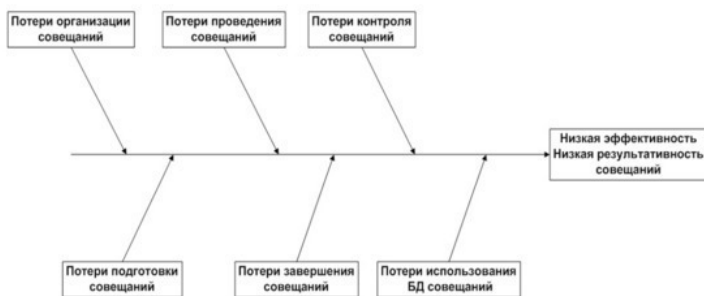 Потери организации
совещаний
Потери проведения
совещаний
Потери контроля
совещаний
Низкая эффективность
Низкая результативность
совещаний
Потери подготовки
совещаний
Потери завершения
совещаний
Потери использования
БД совещаний